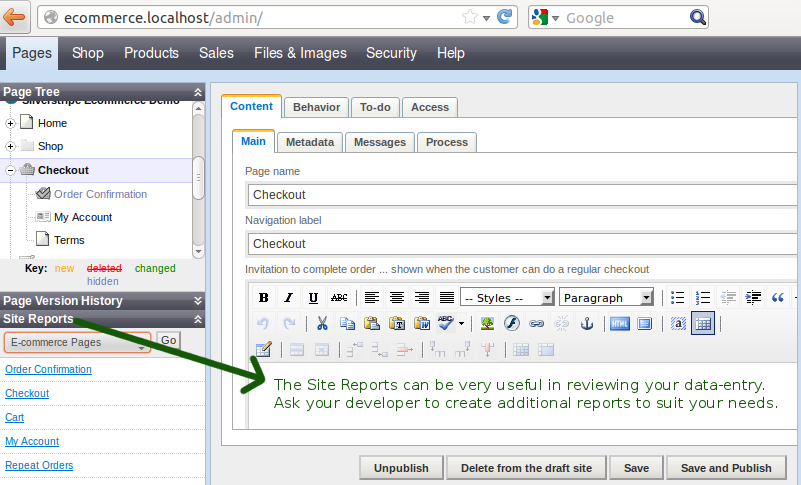 ecommerce.localhost/admin/
Google
Pages Shop Products Sales Files & Images Security Help
Page Tree
Silverstripe Ecommerce Demo
Home
Shop
Checkout
Order Confirmation
My Account
Terms
Key: new deleted changed
hidden
Page Version History
Site Reports
E-commerce Pages Go
Order Confirmation
Checkout
Cart
My Account
Repeat Orders
Content Behavior To-do Access
Main Metadata Messages Process
Page name
Checkout
Navigation label
Checkout
Invitation to complete order ... shown when the customer can do a regular checkout
B I U ABC -- Styles -- Paragraph
HTML
The Site Reports can be very useful in reviewing your data-entry.
Ask your developer to create additional reports to suit your needs.
Unpublish Delete from the draft site Save Save and Publish